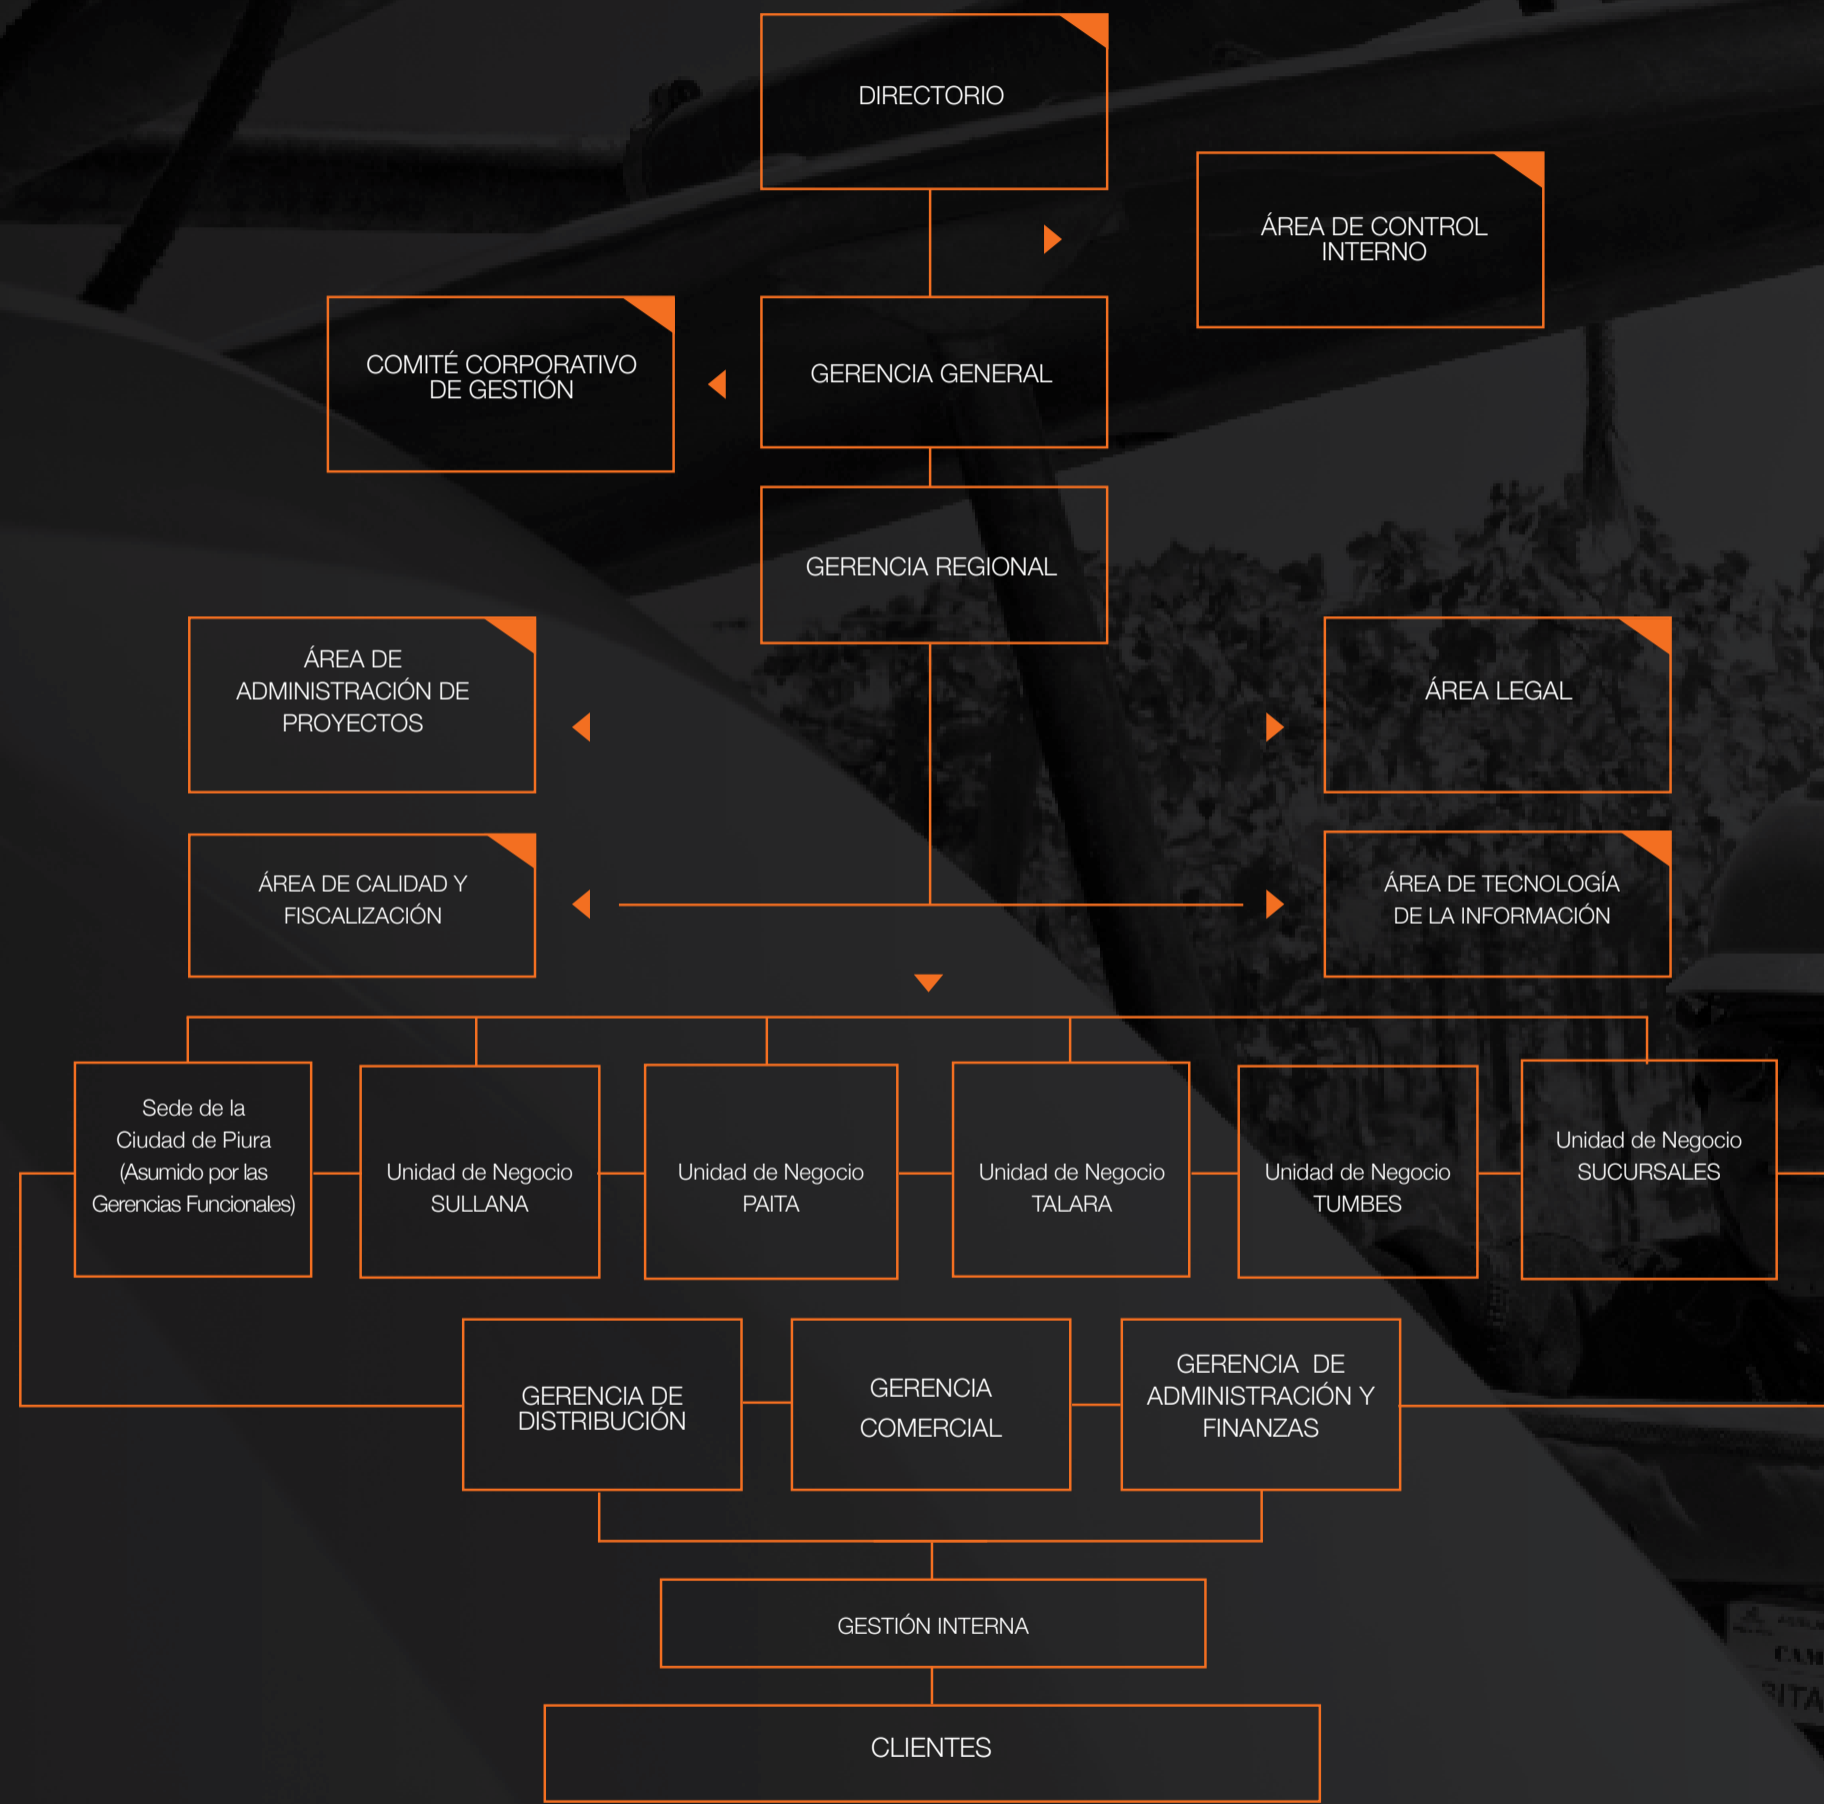 DIRECTORIO
ÁREA DE CONTROL
INTERNO
COMITÉ CORPORATIVO
DE GESTIÓN
GERENCIA GENERAL
GERENCIA REGIONAL
ÁREA DE
ADMINISTRACIÓN DE
PROYECTOS
ÁREA LEGAL
ÁREA DE CALIDAD Y
FISCALIZACIÓN
ÁREA DE TECNOLOGÍA
DE LA INFORMACIÓN
Sede de la
Ciudad de Piura
(Asumido por las
Gerencias Funcionales)
Unidad de Negocio
SULLANA
Unidad de Negocio
PAITA
Unidad de Negocio
TALARA
Unidad de Negocio
TUMBES
Unidad de Negocio
SUCURSALES
GERENCIA DE
DISTRIBUCIÓN
GERENCIA
COMERCIAL
GERENCIA DE
ADMINISTRACIÓN Y
FINANZAS
GESTIÓN INTERNA
CLIENTES